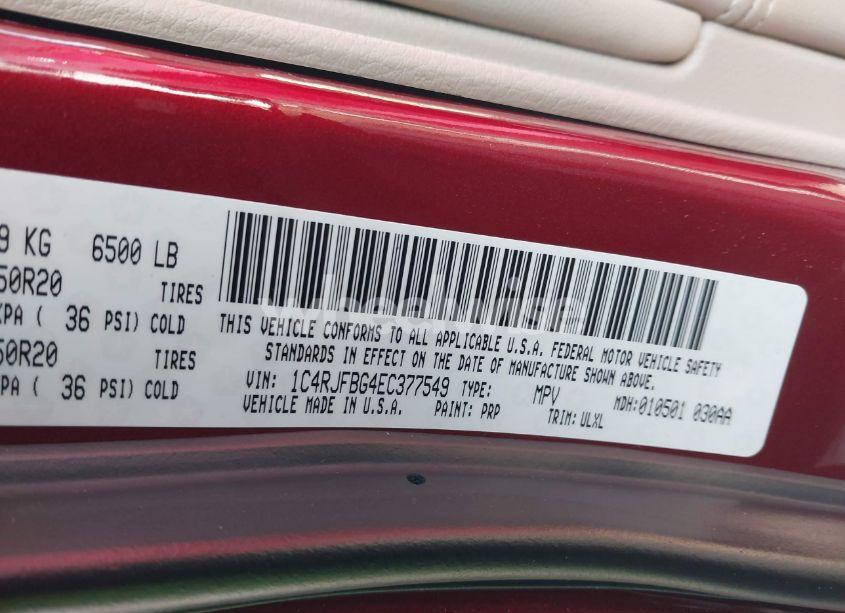 9 KG 6500 LB
50R20 TIRES
KPA ( 36 PSI) COLD
50R20 TIRES
PA ( 36 PSI) COLD
THIS VEHICLE CONFORMS TO ALL APPLICABLE U.S.A. FEDERAL MOTOR VEHICLE SAFETY
STANDARDS IN EFFECT ON THE DATE OF MANUFACTURE SHOWN ABOVE.
VIN: 1C4RJFBG4EC377549 TYPE: MPV MDH:010501 030AA
VEHICLE MADE IN U.S.A. PAINT: PRP TRIM: ULXL
wheelwise